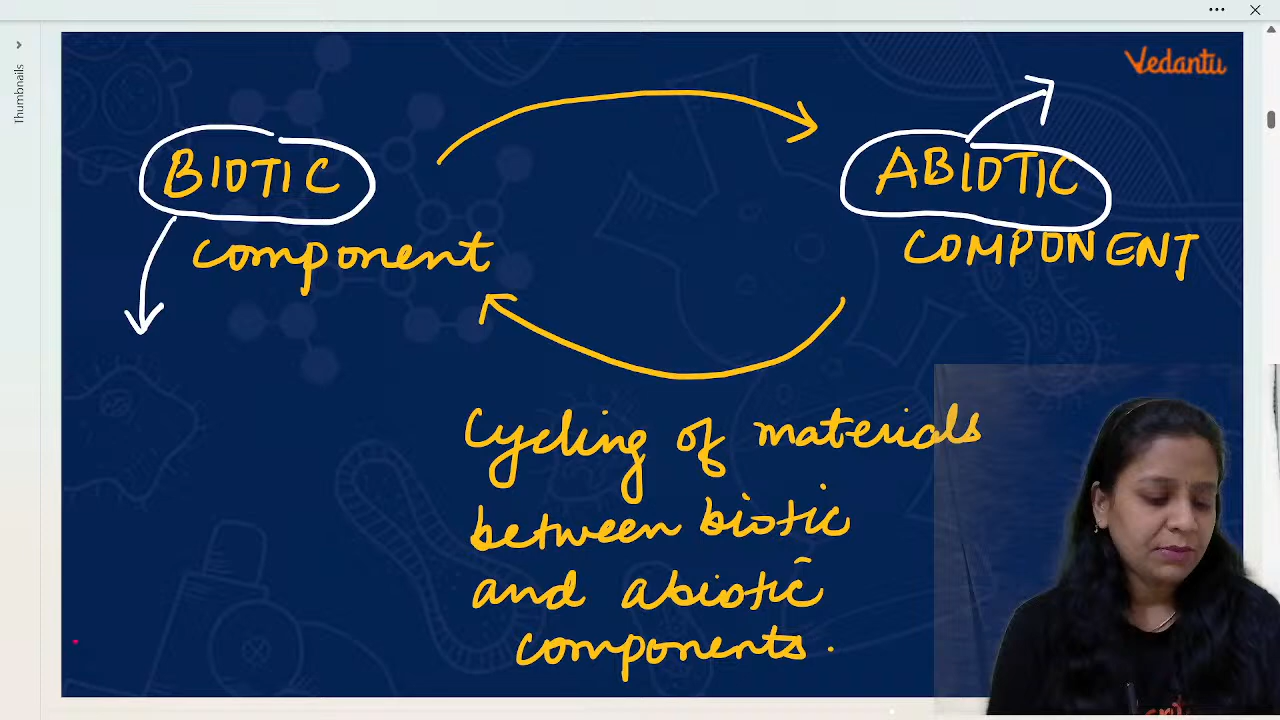 Thumbnails
Vedantu
BIOTIC
component
ABIOTIC
COMPONENT
Cycling of materials
between biotic
and abiotic
components.